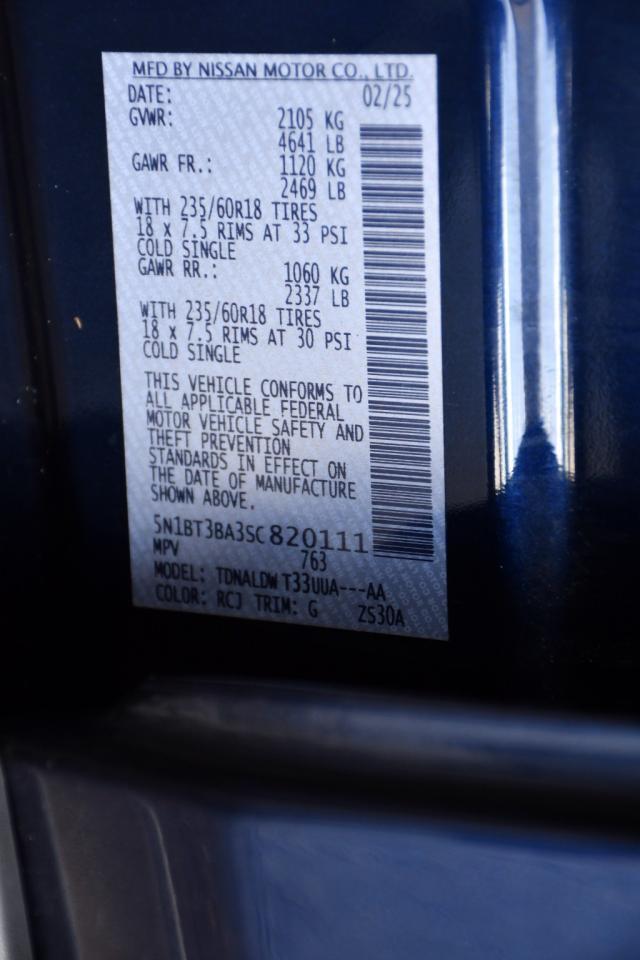 MFD BY NISSAN MOTOR CO., LTD.
DATE: 02/25
GVWR: 2105 KG
4641 LB
GAWR FR.: 1120 KG
2469 LB
WITH 235/60R18 TIRES
18 x 7.5 RIMS AT 33 PSI
COLD SINGLE
GAWR RR.: 1060 KG
2337 LB
WITH 235/60R18 TIRES
18 x 7.5 RIMS AT 30 PSI
COLD SINGLE
THIS VEHICLE CONFORMS TO
ALL APPLICABLE FEDERAL
MOTOR VEHICLE SAFETY AND
THEFT PREVENTION
STANDARDS IN EFFECT ON
THE DATE OF MANUFACTURE
SHOWN ABOVE.
5N1BT3BA3SC820111
MPV 763
MODEL: TDNALDW T33UUA---AA
COLOR: RCJ TRIM: G ZS30A